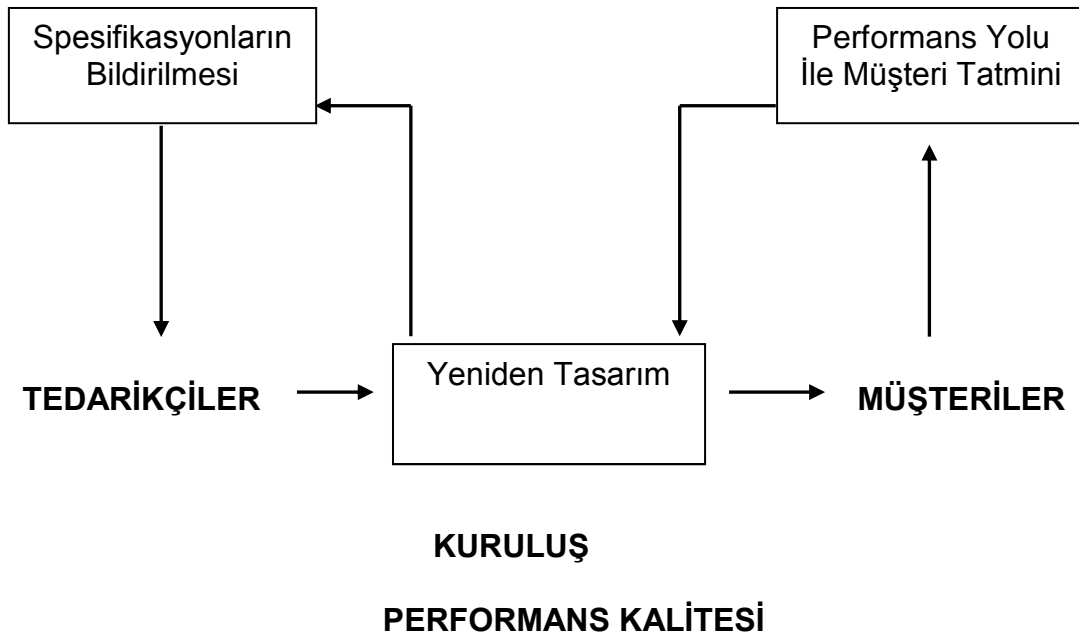 Spesifikasyonların
Bildirilmesi
Performans Yolu
İle Müşteri Tatmini
TEDARİKÇİLER
Yeniden Tasarım
MÜŞTERİLER
KURULUŞ
PERFORMANS KALİTESİ